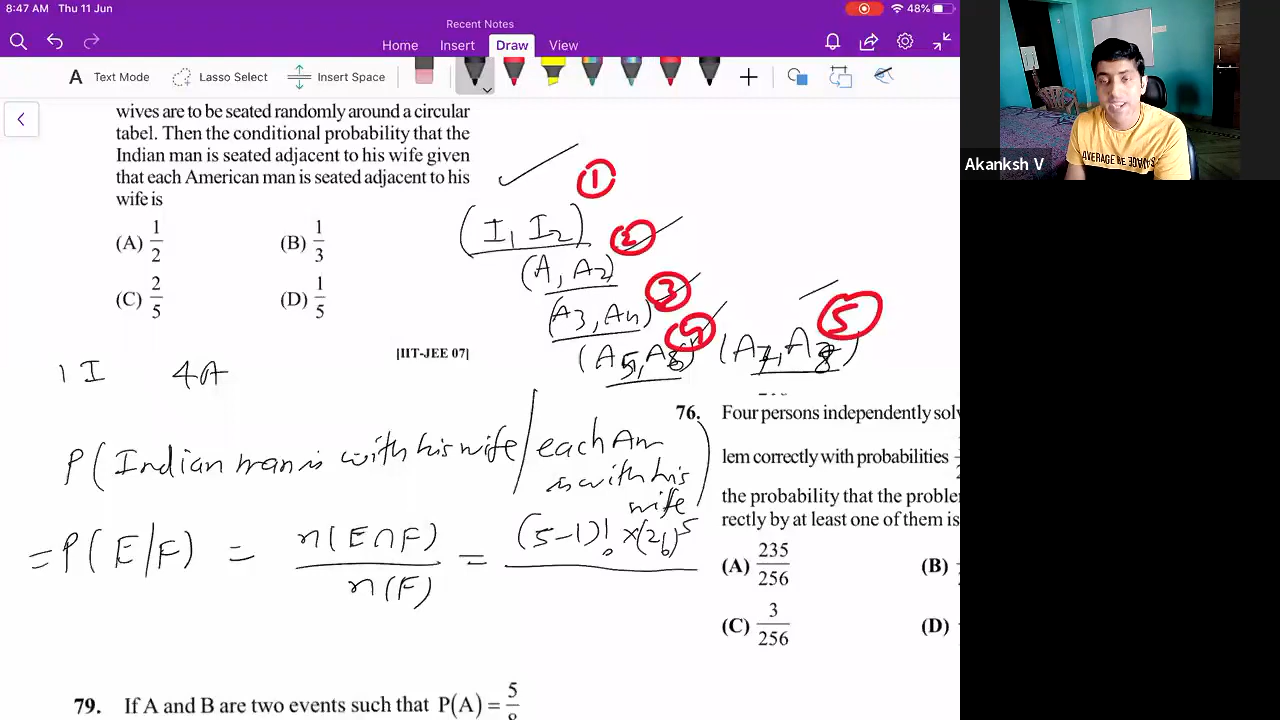 8:47 AM Thu 11 Jun
48%
Recent Notes
Home Insert Draw View
Text Mode Lasso Select Insert Space
wives are to be seated randomly around a circular
tabel. Then the conditional probability that the
Indian man is seated adjacent to his wife given
that each American man is seated adjacent to his
wife is
(A) 1/2 (B) 1/3
(C) 2/5 (D) 1/5
[IIT-JEE 07]
1 I 4A
(I1, I2) 1
(A, A2) 2
(A3, A4) 3
(A5, A6) 4 (A7, A8) 5
P(Indian man is with his wife / each Am
is with his
wife)
= P(E/F) = n(E∩F)/n(F) = (5-1)! ×(2!)^5
76. Four persons independently solv
lem correctly with probabilities
the probability that the proble
rectly by at least one of them is
(A) 235/256 (B)
(C) 3/256 (D)
79. If A and B are two events such that P(A) = 5/8
Akanksh V
AVERAGE BE